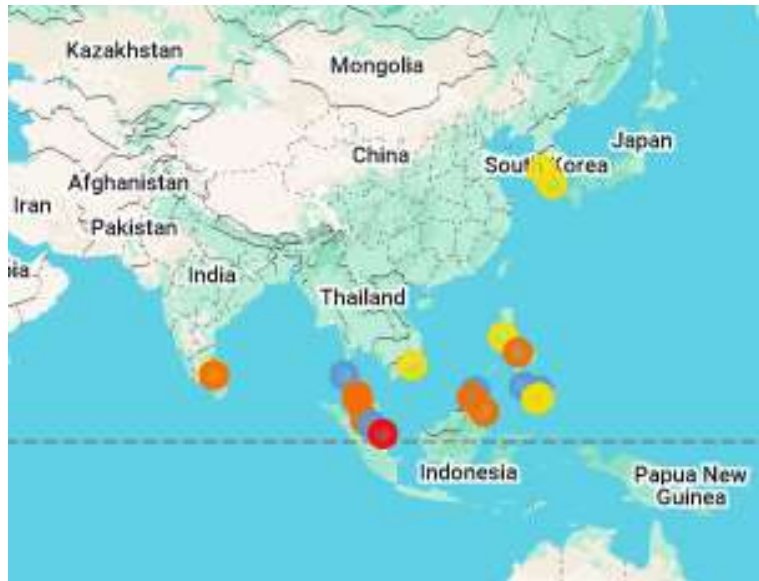 Kazakhstan
Mongolia
Japan
China
South Korea
Afghanistan
Iran
Pakistan
India
Thailand
Indonesia
Papua New
Guinea